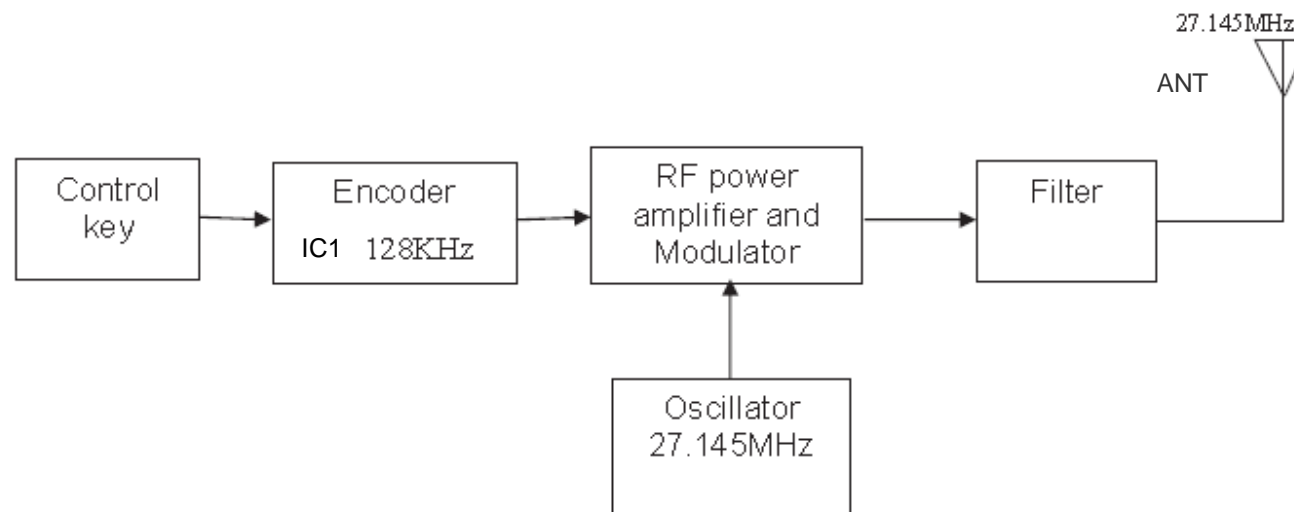 27.145MHz
ANT
Control
key
Encoder
IC1 128KHz
RF power
amplifier and
Modulator
Filter
Oscillator
27.145MHz